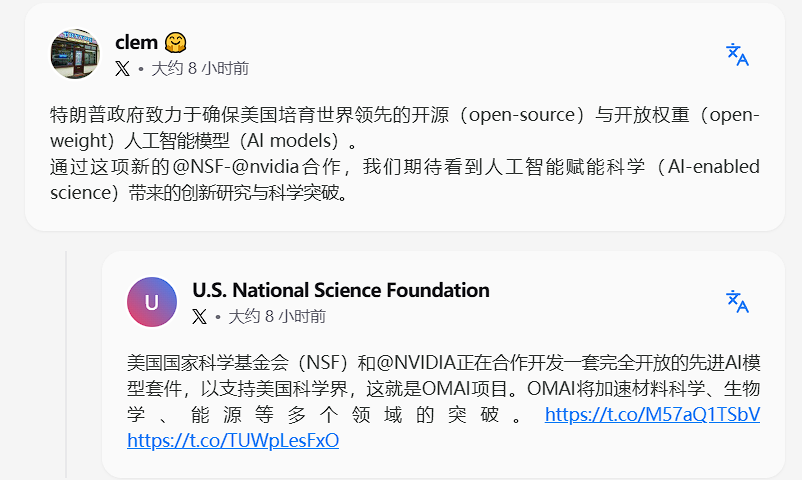 clem 🤗
X • 大约 8 小时前
特朗普政府致力于确保美国培育世界领先的开源（open-source）与开放权重（open-
weight）人工智能模型（AI models）。
通过这项新的@NSF-@nvidia合作，我们期待看到人工智能赋能科学（AI-enabled
science）带来的创新研究与科学突破。
U
U.S. National Science Foundation
X • 大约 8 小时前
美国国家科学基金会（NSF）和@NVIDIA正在合作开发一套完全开放的先进AI模
型套件，以支持美国科学界，这就是OMAI项目。OMAI将加速材料科学、生物
学、能源等多个领域的突破。https://t.co/M57aQ1TSbV
https://t.co/TUWpLesFxO